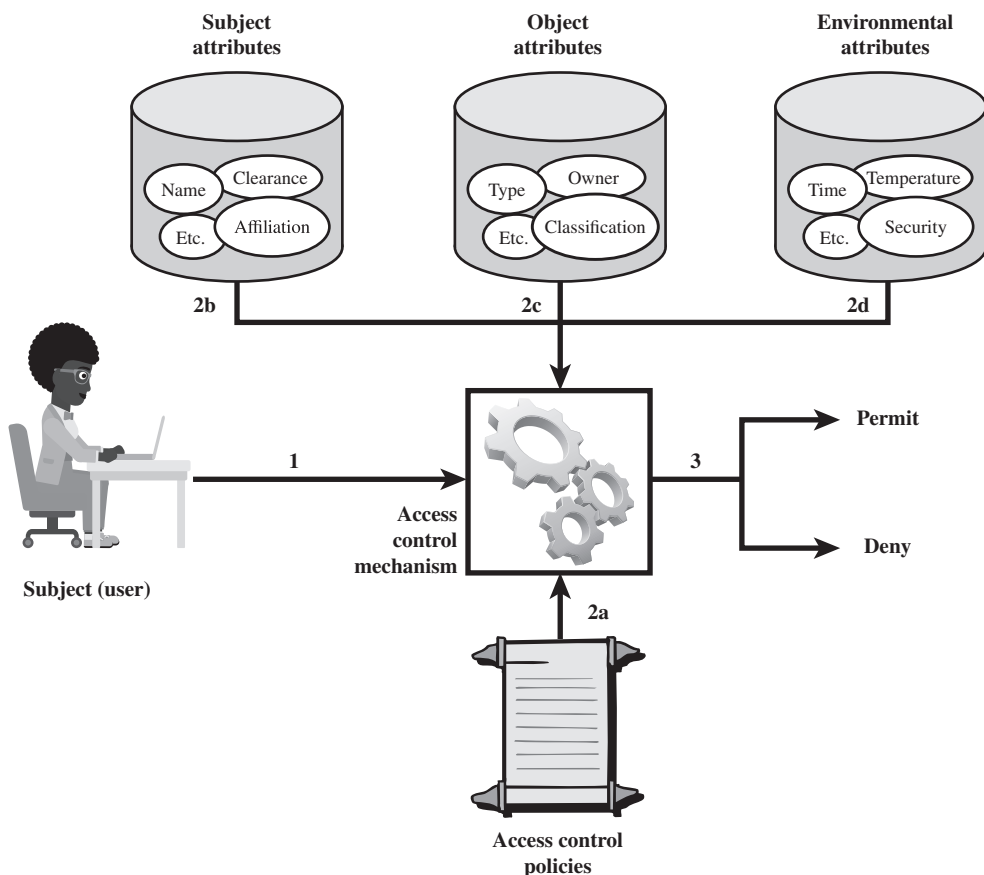 Subject
attributes
Object
attributes
Environmental
attributes
Name
Clearance
Etc.
Affiliation
Type
Owner
Etc.
Classification
Time
Temperature
Etc.
Security
2b
2c
2d
1
Access
control
mechanism
3
Permit
Deny
Subject (user)
2a
Access control
policies